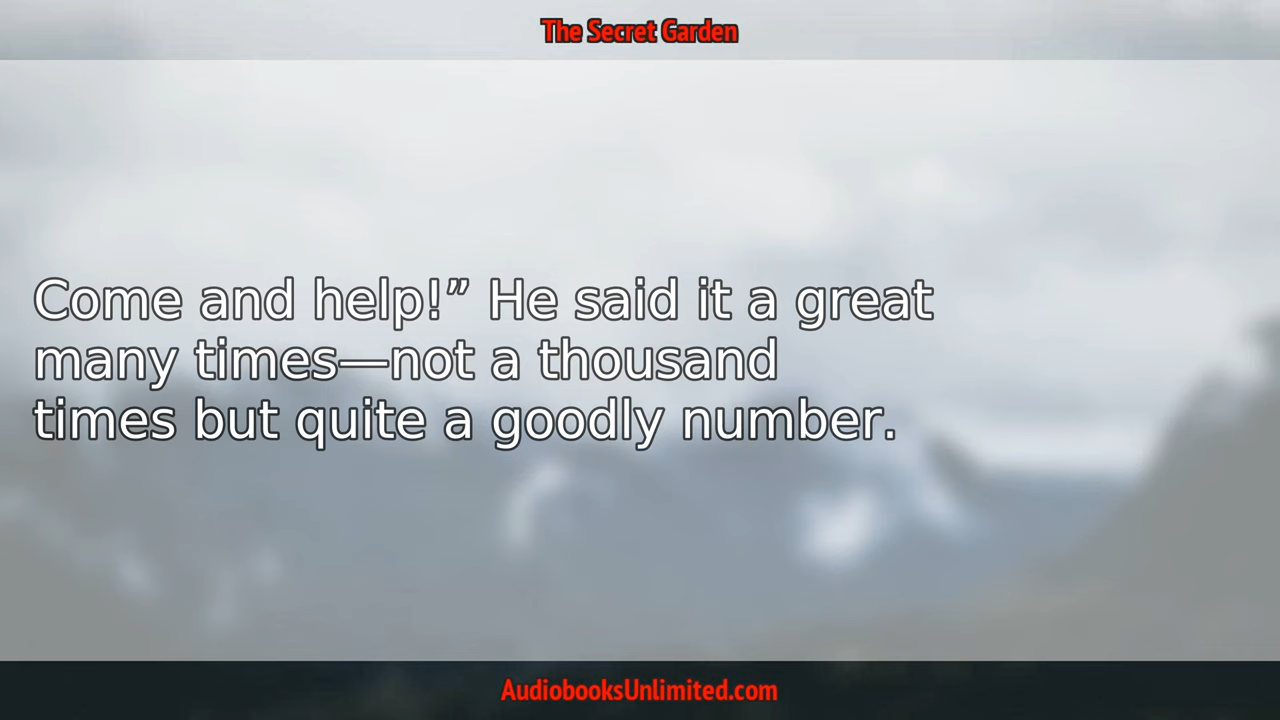 The Secret Garden
Come and help!” He said it a great
many times—not a thousand
times but quite a goodly number.
AudiobooksUnlimited.com